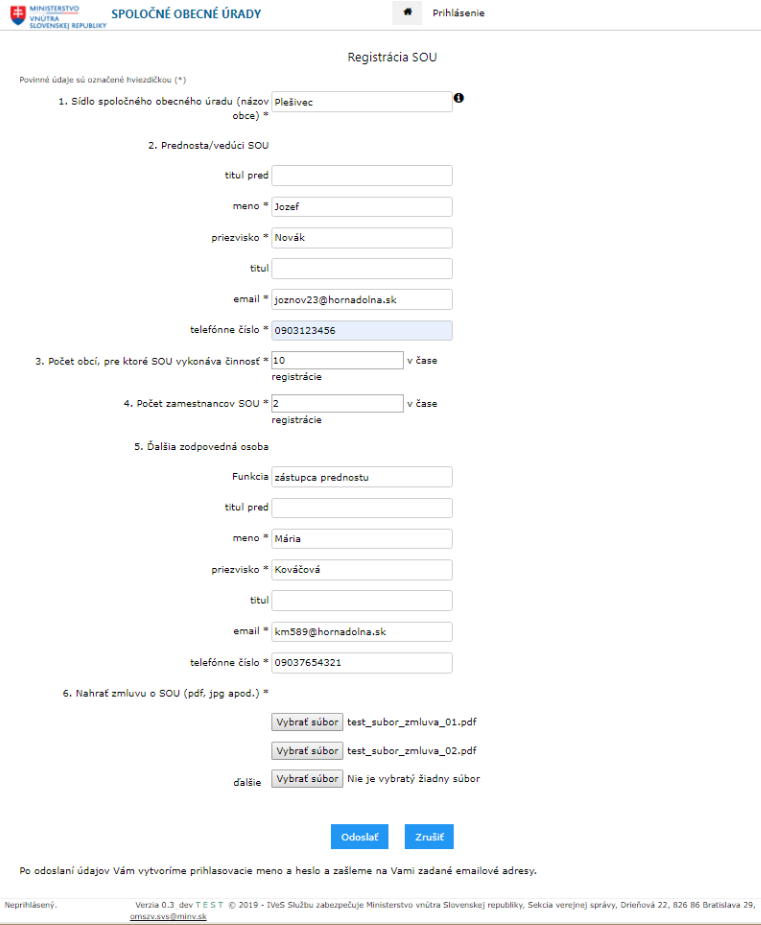 MINISTERSTVO
VNÚTRA
SLOVENSKEJ REPUBLIKY
SPOLOČNÉ OBECNÉ ÚRADY
Prihlásenie
Registrácia SOU
Povinné údaje sú označené hviezdičkou (*)
1. Sídlo spoločného obecného úradu (názov
obce) *
Plešivec
2. Prednosta/vedúci SOU
titul pred
meno * Jozef
priezvisko * Novák
titul
email * joznov23@hornadolna.sk
telefónne číslo * 0903123456
3. Počet obcí, pre ktoré SOU vykonáva činnosť * 10 v čase
registrácie
4. Počet zamestnancov SOU * 2 v čase
registrácie
5. Ďalšia zodpovedná osoba
Funkcia zástupca prednostu
titul pred
meno * Mária
priezvisko * Kováčová
titul
email * km589@hornadolna.sk
telefónne číslo * 09037654321
6. Nahrať zmluvu o SOU (pdf, jpg apod.) *
Vybrať súbor test_subor_zmluva_01.pdf
Vybrať súbor test_subor_zmluva_02.pdf
ďalšie Vybrať súbor Nie je vybratý žiadny súbor
Odoslať Zrušiť
Po odoslaní údajov Vám vytvoríme prihlasovacie meno a heslo a zašleme na Vami zadané emailové adresy.
Neprihlásený. Verzia 0.3_dev T E S T © 2019 - IVeS Službu zabezpečuje Ministerstvo vnútra Slovenskej republiky, Sekcia verejnej správy, Drieňová 22, 826 86 Bratislava 29,
omszv.svs@minv.sk